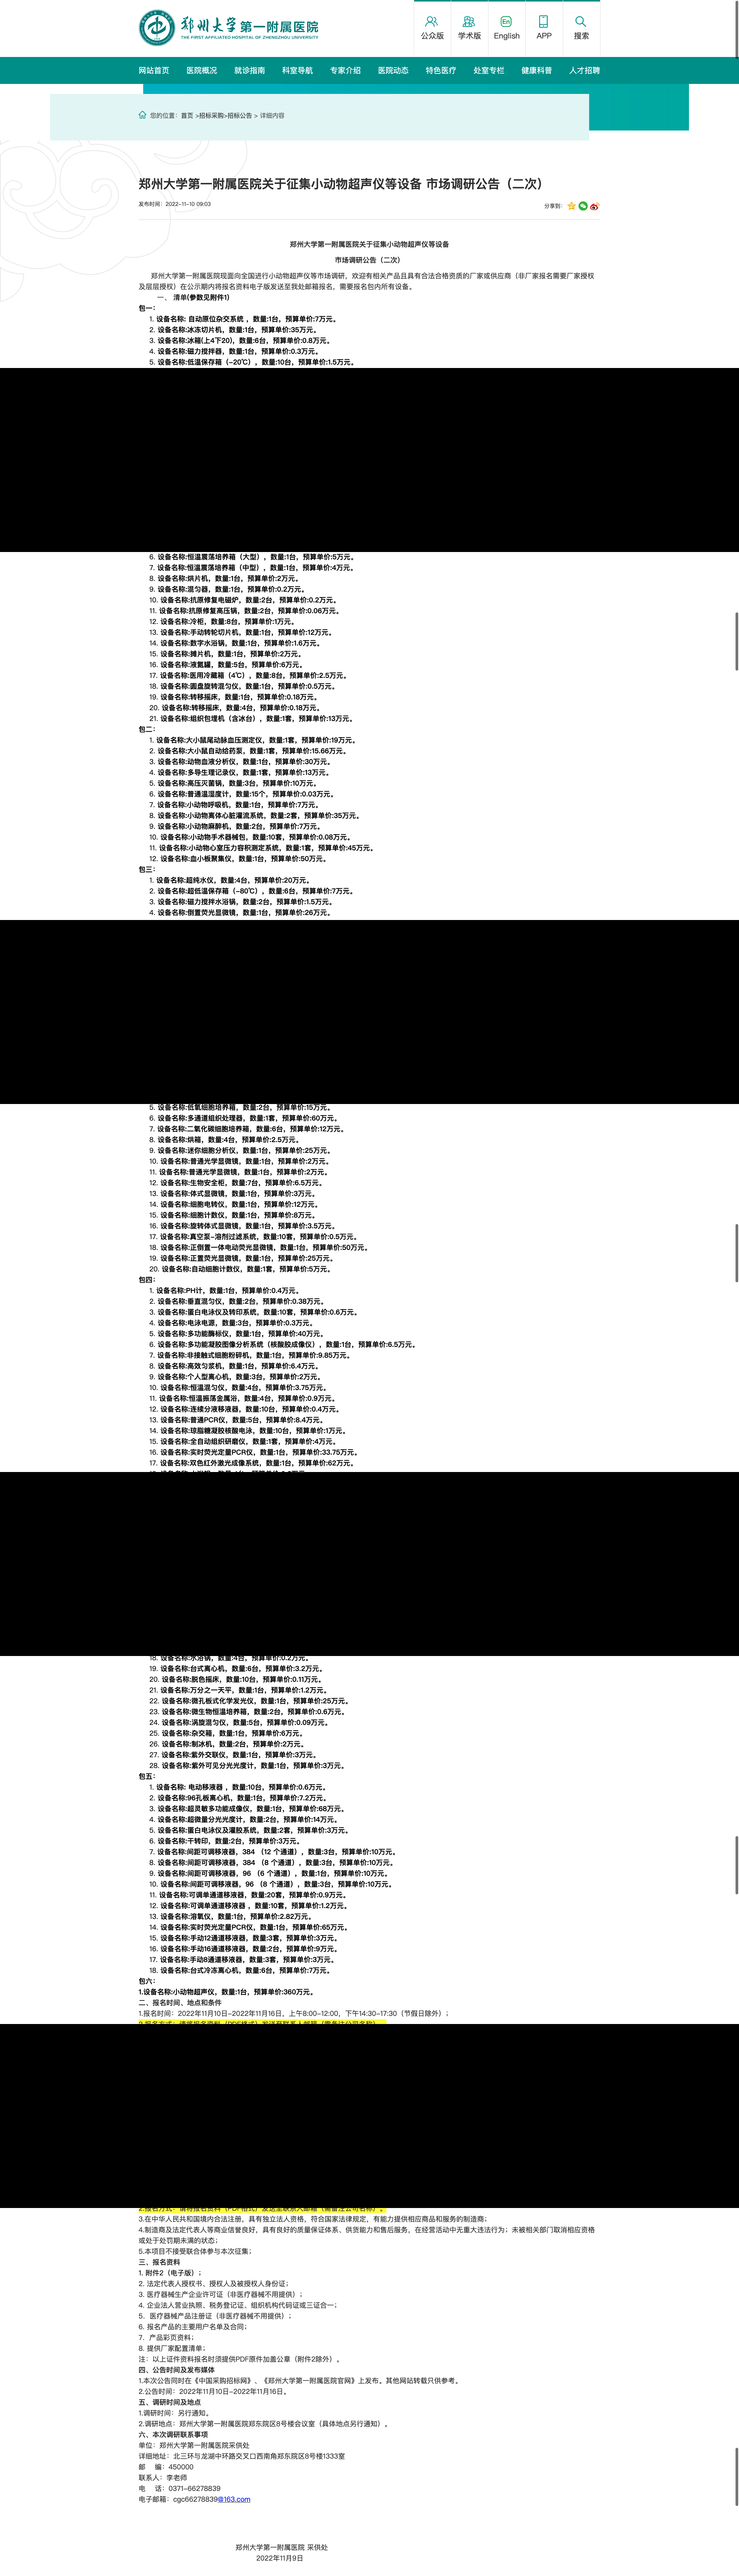 郑州大学第一附属医院
THE FIRST AFFILIATED HOSPITAL OF ZHENGZHOU UNIVERSITY
公众版 学术版 English APP 搜索
网站首页 医院概况 就诊指南 科室导航 专家介绍 医院动态 特色医疗 处室专栏 健康科普 人才招聘
您的位置：首页 >招标采购>招标公告 > 详细内容
郑州大学第一附属医院关于征集小动物超声仪等设备 市场调研公告（二次）
发布时间：2022-11-10 09:03
分享到：
郑州大学第一附属医院关于征集小动物超声仪等设备
市场调研公告（二次）
郑州大学第一附属医院现面向全国进行小动物超声仪等市场调研，欢迎有相关产品且具有合法合格资质的厂家或供应商（非厂家报名需要厂家授权
及层层授权）在公示期内将报名资料电子版发送至我处邮箱报名，需要报名包内所有设备。
一、 清单(参数见附件1)
包一：
1. 设备名称: 自动原位杂交系统 ，数量:1台，预算单价:7万元。
2. 设备名称:冰冻切片机，数量:1台，预算单价:35万元。
3. 设备名称:冰箱(上4下20)，数量:6台，预算单价:0.8万元。
4. 设备名称:磁力搅拌器，数量:1台，预算单价:0.3万元。
5. 设备名称:低温保存箱（-20℃），数量:10台，预算单价:1.5万元。
6. 设备名称:恒温震荡培养箱（大型），数量:1台，预算单价:5万元。
7. 设备名称:恒温震荡培养箱（中型），数量:1台，预算单价:4万元。
8. 设备名称:烘片机，数量:1台，预算单价:2万元。
9. 设备名称:混匀器，数量:1台，预算单价:0.2万元。
10. 设备名称:抗原修复电磁炉，数量:2台，预算单价:0.2万元。
11. 设备名称:抗原修复高压锅，数量:2台，预算单价:0.06万元。
12. 设备名称:冷柜，数量:8台，预算单价:1万元。
13. 设备名称:手动转轮切片机，数量:1台，预算单价:12万元。
14. 设备名称:数字水浴锅，数量:1台，预算单价:1.6万元。
15. 设备名称:摊片机，数量:1台，预算单价:2万元。
16. 设备名称:液氮罐，数量:5台，预算单价:6万元。
17. 设备名称:医用冷藏箱（4℃），数量:8台，预算单价:2.5万元。
18. 设备名称:圆盘旋转混匀仪，数量:1台，预算单价:0.5万元。
19. 设备名称:转移摇床，数量:1台，预算单价:0.18万元。
20. 设备名称:转移摇床，数量:4台，预算单价:0.18万元。
21. 设备名称:组织包埋机（含冰台），数量:1套，预算单价:13万元。
包二：
1. 设备名称:大小鼠尾动脉血压测定仪，数量:1套，预算单价:19万元。
2. 设备名称:大小鼠自动给药泵，数量:1套，预算单价:15.66万元。
3. 设备名称:动物血液分析仪，数量:1台，预算单价:30万元。
4. 设备名称:多导生理记录仪，数量:1套，预算单价:13万元。
5. 设备名称:高压灭菌锅，数量:3台，预算单价:10万元。
6. 设备名称:普通温湿度计，数量:15个，预算单价:0.03万元。
7. 设备名称:小动物呼吸机，数量:1台，预算单价:7万元。
8. 设备名称:小动物离体心脏灌流系统，数量:2套，预算单价:35万元。
9. 设备名称:小动物麻醉机，数量:2台，预算单价:7万元。
10. 设备名称:小动物手术器械包，数量:10套，预算单价:0.08万元。
11. 设备名称:小动物心室压力容积测定系统，数量:1套，预算单价:45万元。
12. 设备名称:血小板聚集仪，数量:1台，预算单价:50万元。
包三：
1. 设备名称:超纯水仪，数量:4台，预算单价:20万元。
2. 设备名称:超低温保存箱（-80℃），数量:6台，预算单价:7万元。
3. 设备名称:磁力搅拌水浴锅，数量:2台，预算单价:1.5万元。
4. 设备名称:倒置荧光显微镜，数量:1台，预算单价:26万元。
5. 设备名称:低氧细胞培养箱，数量:2台，预算单价:15万元。
6. 设备名称:多通道组织处理器，数量:1套，预算单价:60万元。
7. 设备名称:二氧化碳细胞培养箱，数量:6台，预算单价:12万元。
8. 设备名称:烘箱，数量:4台，预算单价:2.5万元。
9. 设备名称:迷你细胞分析仪，数量:1台，预算单价:25万元。
10. 设备名称:普通光学显微镜，数量:1台，预算单价:2万元。
11. 设备名称:普通光学显微镜，数量:1台，预算单价:2万元。
12. 设备名称:生物安全柜，数量:7台，预算单价:6.5万元。
13. 设备名称:体式显微镜，数量:1台，预算单价:3万元。
14. 设备名称:细胞电转仪，数量:1台，预算单价:12万元。
15. 设备名称:细胞计数仪，数量:1台，预算单价:8万元。
16. 设备名称:旋转体式显微镜，数量:1台，预算单价:3.5万元。
17. 设备名称:真空泵-溶剂过滤系统，数量:10套，预算单价:0.5万元。
18. 设备名称:正倒置一体电动荧光显微镜，数量:1台，预算单价:50万元。
19. 设备名称:正置荧光显微镜，数量:1台，预算单价:25万元。
20. 设备名称:自动细胞计数仪，数量:1套，预算单价:5万元。
包四：
1. 设备名称:PH计，数量:1台，预算单价:0.4万元。
2. 设备名称:垂直混匀仪，数量:2台，预算单价:0.38万元。
3. 设备名称:蛋白电泳仪及转印系统，数量:10套，预算单价:0.6万元。
4. 设备名称:电泳电源，数量:3台，预算单价:0.3万元。
5. 设备名称:多功能酶标仪，数量:1台，预算单价:40万元。
6. 设备名称:多功能凝胶图像分析系统（核酸胶成像仪），数量:1台，预算单价:6.5万元。
7. 设备名称:非接触式细胞粉碎机，数量:1台，预算单价:9.85万元。
8. 设备名称:高效匀浆机，数量:1台，预算单价:6.4万元。
9. 设备名称:个人型离心机，数量:3台，预算单价:2万元。
10. 设备名称:恒温混匀仪，数量:4台，预算单价:3.75万元。
11. 设备名称:恒温振荡金属浴，数量:4台，预算单价:0.9万元。
12. 设备名称:连续分液移液器，数量:10台，预算单价:0.4万元。
13. 设备名称:普通PCR仪，数量:5台，预算单价:8.4万元。
14. 设备名称:琼脂糖凝胶核酸电泳，数量:10台，预算单价:1万元。
15. 设备名称:全自动组织研磨仪，数量:1套，预算单价:4万元。
16. 设备名称:实时荧光定量PCR仪，数量:1台，预算单价:33.75万元。
17. 设备名称:双色红外激光成像系统，数量:1台，预算单价:62万元。
18. 设备名称:水浴锅，数量:4台，预算单价:0.2万元。
19. 设备名称:台式离心机，数量:6台，预算单价:3.2万元。
20. 设备名称:脱色摇床，数量:10台，预算单价:0.11万元。
21. 设备名称:万分之一天平，数量:1台，预算单价:1.2万元。
22. 设备名称:微孔板式化学发光仪，数量:1台，预算单价:25万元。
23. 设备名称:微生物恒温培养箱，数量:2台，预算单价:0.6万元。
24. 设备名称:涡旋混匀仪，数量:5台，预算单价:0.09万元。
25. 设备名称:杂交箱，数量:1台，预算单价:6万元。
26. 设备名称:制冰机，数量:2台，预算单价:2万元。
27. 设备名称:紫外交联仪，数量:1台，预算单价:3万元。
28. 设备名称:紫外可见分光光度计，数量:1台，预算单价:3万元。
包五：
1. 设备名称: 电动移液器 ，数量:10台，预算单价:0.6万元。
2. 设备名称:96孔板离心机，数量:1台，预算单价:7.2万元。
3. 设备名称:超灵敏多功能成像仪，数量:1台，预算单价:68万元。
4. 设备名称:超微量分光光度计，数量:2台，预算单价:14万元。
5. 设备名称:蛋白电泳仪及灌胶系统，数量:2套，预算单价:3万元。
6. 设备名称:干转印，数量:2台，预算单价:3万元。
7. 设备名称:间距可调移液器，384 （12 个通道），数量:3台，预算单价:10万元。
8. 设备名称:间距可调移液器，384 （8 个通道），数量:3台，预算单价:10万元。
9. 设备名称:间距可调移液器，96 （6 个通道），数量:1台，预算单价:10万元。
10. 设备名称:间距可调移液器，96 （8 个通道），数量:3台，预算单价:10万元。
11. 设备名称:可调单通道移液器，数量:20套，预算单价:0.9万元。
12. 设备名称:可调单通道移液器 ，数量:10套，预算单价:1.2万元。
13. 设备名称:溶氧仪，数量:1台，预算单价:2.82万元。
14. 设备名称:实时荧光定量PCR仪，数量:1台，预算单价:65万元。
15. 设备名称:手动12通道移液器，数量:3套，预算单价:3万元。
16. 设备名称:手动16通道移液器，数量:2台，预算单价:9万元。
17. 设备名称:手动8通道移液器，数量:3套，预算单价:3万元。
18. 设备名称:台式冷冻离心机，数量:6台，预算单价:7万元。
包六：
1.设备名称:小动物超声仪，数量:1台，预算单价:360万元。
二、报名时间、地点和条件
1.报名时间：2022年11月10日-2022年11月16日，上午8:00-12:00，下午14:30-17:30（节假日除外）；
2.报名方式：请将报名资料（PDF格式）发送至联系人邮箱（需备注公司名称）。
3.在中华人民共和国境内合法注册，具有独立法人资格，符合国家法律规定，有能力提供相应商品和服务的制造商；
4.制造商及法定代表人等商业信誉良好，具有良好的质量保证体系、供货能力和售后服务，在经营活动中无重大违法行为；未被相关部门取消相应资格
或处于处罚期未满的状态；
5.本项目不接受联合体参与本次征集；
三、报名资料
1. 附件2（电子版）；
2. 法定代表人授权书、授权人及被授权人身份证；
3. 医疗器械生产企业许可证（非医疗器械不用提供）；
4. 企业法人营业执照、税务登记证、组织机构代码证或三证合一；
5. 医疗器械产品注册证（非医疗器械不用提供）；
6. 报名产品的主要用户名单及合同；
7. 产品彩页资料；
8. 提供厂家配置清单；
注：以上证件资料报名时须提供PDF原件加盖公章（附件2除外）。
四、公告时间及发布媒体
1.本次公告同时在《中国采购招标网》、《郑州大学第一附属医院官网》上发布。其他网站转载只供参考。
2.公告时间：2022年11月10日-2022年11月16日。
五、调研时间及地点
1.调研时间：另行通知。
2.调研地点：郑州大学第一附属医院郑东院区8号楼会议室（具体地点另行通知）。
六、本次调研联系事项
单位：郑州大学第一附属医院采供处
详细地址：北三环与龙湖中环路交叉口西南角郑东院区8号楼1333室
邮 编：450000
联系人：李老师
电 话：0371-66278839
电子邮箱：cgc66278839@163.com
郑州大学第一附属医院 采供处
2022年11月9日